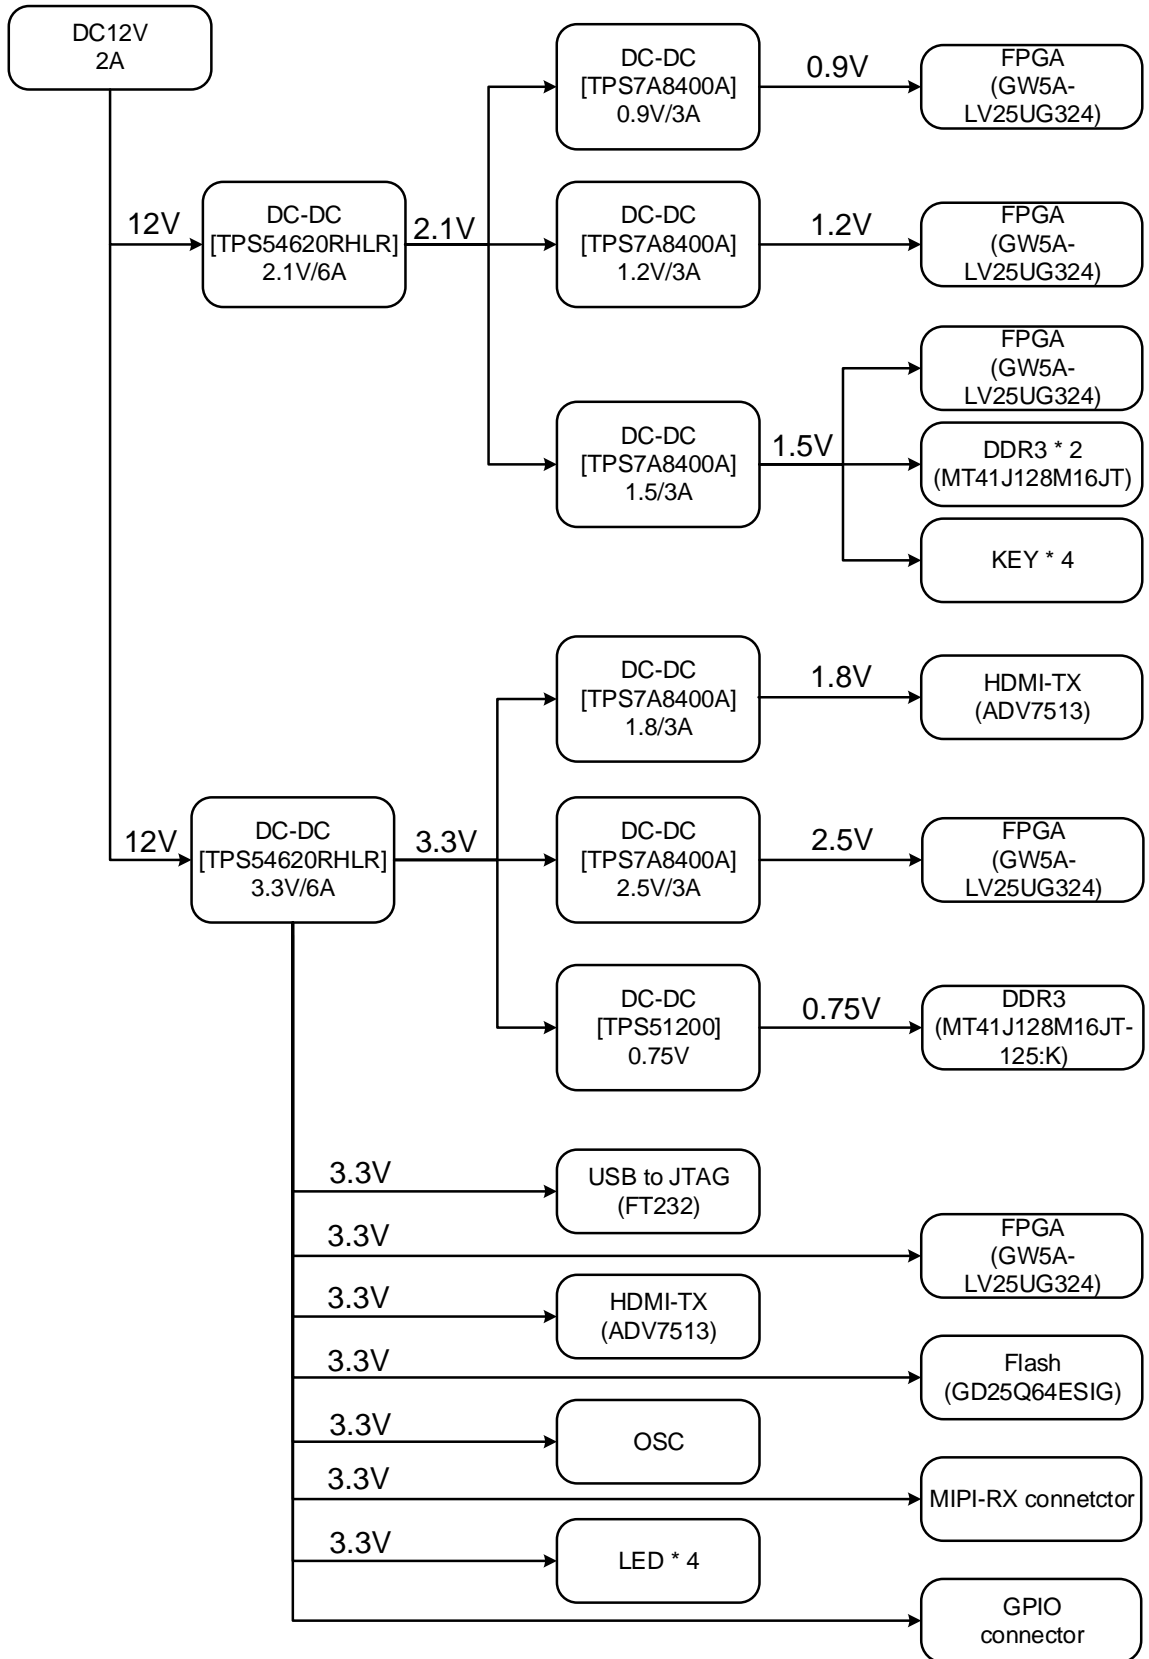 DC12V
2A
DC-DC
[TPS7A8400A]
0.9V/3A
0.9V
FPGA
(GW5A-
LV25UG324)
12V
DC-DC
[TPS54620RHLR]
2.1V/6A
2.1V
DC-DC
[TPS7A8400A]
1.2V/3A
1.2V
FPGA
(GW5A-
LV25UG324)
FPGA
(GW5A-
LV25UG324)
DC-DC
[TPS7A8400A]
1.5/3A
1.5V
DDR3 * 2
(MT41J128M16JT)
KEY * 4
DC-DC
[TPS7A8400A]
1.8/3A
1.8V
HDMI-TX
(ADV7513)
12V
DC-DC
[TPS54620RHLR]
3.3V/6A
3.3V
DC-DC
[TPS7A8400A]
2.5V/3A
2.5V
FPGA
(GW5A-
LV25UG324)
DC-DC
[TPS51200]
0.75V
0.75V
DDR3
(MT41J128M16JT-
125:K)
3.3V
USB to JTAG
(FT232)
3.3V
FPGA
(GW5A-
LV25UG324)
3.3V
HDMI-TX
(ADV7513)
3.3V
Flash
(GD25Q64ESIG)
3.3V
OSC
3.3V
MIPI-RX connetctor
3.3V
LED * 4
GPIO
connector